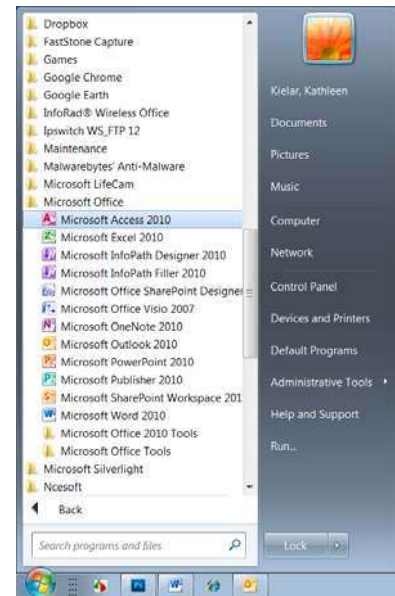 Dropbox
FastStone Capture
Games
Google Chrome
Google Earth
InfoRad® Wireless Office
Ipswitch WS_FTP 12
Maintenance
Malwarebytes' Anti-Malware
Microsoft LifeCam
Microsoft Office
Microsoft Access 2010
Microsoft Excel 2010
Microsoft InfoPath Designer 2010
Microsoft InfoPath Filler 2010
Microsoft Office SharePoint Designer
Microsoft Office Visio 2007
Microsoft OneNote 2010
Microsoft Outlook 2010
Microsoft PowerPoint 2010
Microsoft Publisher 2010
Microsoft SharePoint Workspace 201
Microsoft Word 2010
Microsoft Office 2010 Tools
Microsoft Office Tools
Microsoft Silverlight
Ncesoft
Back
Search programs and files
Kielar, Kathleen
Documents
Pictures
Music
Computer
Network
Control Panel
Devices and Printers
Default Programs
Administrative Tools
Help and Support
Run...
Lock